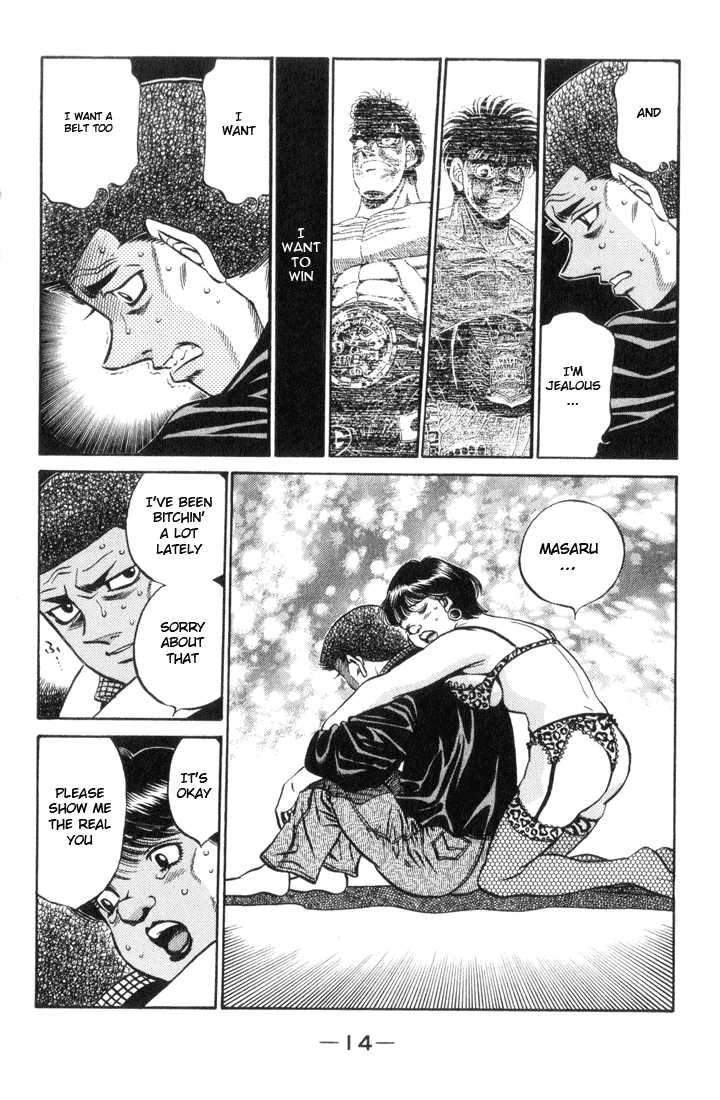 AND
I'M
JEALOUS
...
I
WANT
TO
WIN
I
WANT
I WANT A
BELT TOO
MASARU
...
I'VE BEEN
BITCHIN'
A LOT
LATELY
SORRY
ABOUT
THAT
IT'S
OKAY
PLEASE
SHOW ME
THE REAL
YOU
—14—